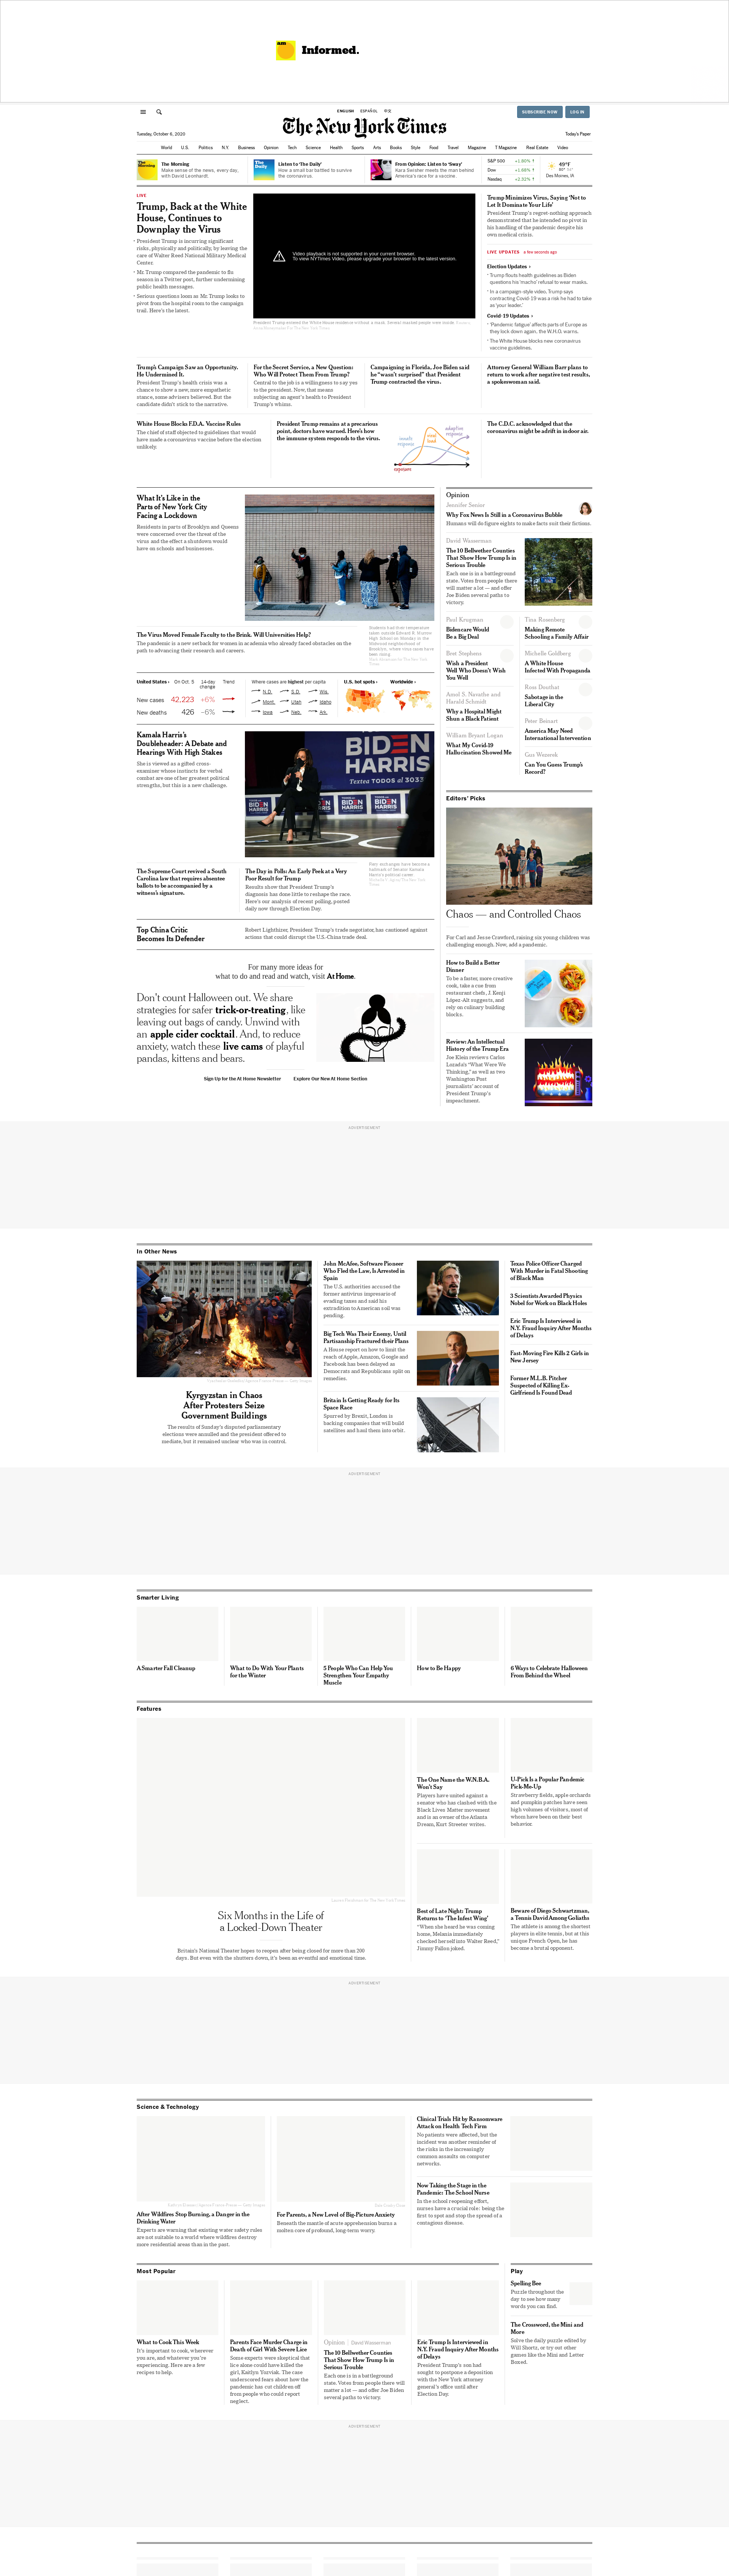 am Informed.
ENGLISH ESPAÑOL 中文
SUBSCRIBE NOW LOG IN
The New York Times
Tuesday, October 6, 2020
Today's Paper
World U.S. Politics N.Y. Business Opinion Tech Science Health Sports Arts Books Style Food Travel Magazine T Magazine Real Estate Video
The Morning
Make sense of the news, every day,
with David Leonhardt.
Listen to 'The Daily'
How a small bar battled to survive
the coronavirus.
From Opinion: Listen to 'Sway'
Kara Swisher meets the man behind
America's race for a vaccine.
S&P 500 +1.80% ↑
Dow +1.68% ↑
Nasdaq +2.32% ↑
49°F
Des Moines, IA
LIVE
Trump, Back at the White
House, Continues to
Downplay the Virus
President Trump is incurring significant
risks, physically and politically, by leaving the
care of Walter Reed National Military Medical
Center.
Mr. Trump compared the pandemic to flu
season in a Twitter post, further undermining
public health messages.
Serious questions loom as Mr. Trump looks to
pivot from the hospital room to the campaign
trail. Here's the latest.
Video playback is not supported in your current browser.
To view NYTimes Video, please upgrade your browser to the latest version.
President Trump entered the White House residence without a mask. Several masked people were inside.
Trump Minimizes Virus, Saying 'Not to
Let It Dominate Your Life'
President Trump's regret-nothing approach
demonstrated that he intended no pivot in
his handling of the pandemic despite his
own medical crisis.
LIVE UPDATES a few seconds ago
Election Updates ›
Trump flouts health guidelines as Biden
questions his 'macho' refusal to wear masks.
In a campaign-style video, Trump says
contracting Covid-19 was a risk he had to take
as 'your leader.'
Covid-19 Updates ›
'Pandemic fatigue' affects parts of Europe as
they lock down again, the W.H.O. warns.
The White House blocks new coronavirus
vaccine guidelines.
Trump's Campaign Saw an Opportunity.
He Undermined It.
President Trump's health crisis was a
chance to show a new, more empathetic
stance, some advisers believed. But the
candidate didn't stick to the narrative.
For the Secret Service, a New Question:
Who Will Protect Them From Trump?
Central to the job is a willingness to say yes
to the president. Now, that means
subjecting an agent's health to President
Trump's whims.
Campaigning in Florida, Joe Biden said
he "wasn't surprised" that President
Trump contracted the virus.
Attorney General William Barr plans to
return to work after negative test results,
a spokeswoman said.
White House Blocks F.D.A. Vaccine Rules
The chief of staff objected to guidelines that would
have made a coronavirus vaccine before the election
unlikely.
President Trump remains at a precarious
point, doctors have warned. Here's how
the immune system responds to the virus.
innate
response
viral
load
adaptive
response
exposure
The C.D.C. acknowledged that the
coronavirus might be adrift in indoor air.
What It's Like in the
Parts of New York City
Facing a Lockdown
Residents in parts of Brooklyn and Queens
were concerned over the threat of the
virus and the effect a shutdown would
have on schools and businesses.
The Virus Moved Female Faculty to the Brink. Will Universities Help?
The pandemic is a new setback for women in academia who already faced obstacles on the
path to advancing their research and careers.
Students had their temperature
taken outside Edward R. Murrow
High School on Monday in the
Midwood neighborhood of
Brooklyn, where virus cases have
been rising.
United States › On Oct. 5 14-day change Trend
New cases 42,223 +6%
New deaths 426 –6%
Where cases are highest per capita
N.D. S.D. Wis.
Mont. Utah Idaho
Iowa Neb. Ark.
U.S. hot spots › Worldwide ›
Kamala Harris's
Doubleheader: A Debate and
Hearings With High Stakes
She is viewed as a gifted cross-
examiner whose instincts for verbal
combat are one of her greatest political
strengths, but this is a new challenge.
BIDEN
HARRIS
Textea TODOS al 3033
The Supreme Court revived a South
Carolina law that requires absentee
ballots to be accompanied by a
witness's signature.
The Day in Polls: An Early Peek at a Very
Poor Result for Trump
Results show that President Trump's
diagnosis has done little to reshape the race.
Here's our analysis of recent polling, posted
daily now through Election Day.
Pete exchanges have become a
hallmark of Senator Kamala
Harris's political career.
Top China Critic
Becomes Its Defender
Robert Lighthizer, President Trump's trade negotiator, has cautioned against
actions that could disrupt the U.S.-China trade deal.
For many more ideas for
what to do and read and watch, visit At Home.
Don't count Halloween out. We share
strategies for safer trick-or-treating, like
leaving out bags of candy. Unwind with
an apple cider cocktail. And, to reduce
anxiety, watch these live cams of playful
pandas, kittens and bears.
Sign Up for the At Home Newsletter Explore Our New At Home Section
Opinion
Jennifer Senior
Why Fox News Is Still in a Coronavirus Bubble
Humans will do figure eights to make facts suit their fictions.
David Wasserman
The 10 Bellwether Counties
That Show How Trump Is in
Serious Trouble
Each one is in a battleground
state. Votes from people there
will matter a lot — and offer
Joe Biden several paths to
victory.
Paul Krugman
Bidencare Would
Be a Big Deal
Tina Rosenberg
Making Remote
Schooling a Family Affair
Bret Stephens
Wish a President
Well Who Doesn't Wish
You Well
Michelle Goldberg
A White House
Infected With Propaganda
Amol S. Navathe and
Harald Schmidt
Why a Hospital Might
Shun a Black Patient
Ross Douthat
Sabotage in the
Liberal City
Peter Beinart
America May Need
International Intervention
William Bryant Logan
What My Covid-19
Hallucination Showed Me
Gus Wezerek
Can You Guess Trump's
Record?
Editors' Picks
Chaos — and Controlled Chaos
For Carl and Jesse Crawford, raising six young children was
challenging enough. Now, add a pandemic.
How to Build a Better
Dinner
To be a faster, more creative
cook, take a cue from
restaurant chefs, J. Kenji
López-Alt suggests, and
rely on culinary building
blocks.
Review: An Intellectual
History of the Trump Era
Joe Klein reviews Carlos
Lozada's "What Were We
Thinking," as well as two
Washington Post
journalists' account of
President Trump's
impeachment.
ADVERTISEMENT
In Other News
Kyrgyzstan in Chaos
After Protesters Seize
Government Buildings
The results of Sunday's disputed parliamentary
elections were annulled and the president offered to
mediate, but it remained unclear who was in control.
John McAfee, Software Pioneer
Who Fled the Law, Is Arrested in
Spain
The U.S. authorities accused the
former antivirus impresario of
evading taxes and said his
extradition to American soil was
pending.
Big Tech Was Their Enemy, Until
Partisanship Fractured their Plans
A House report on how to limit the
reach of Apple, Amazon, Google and
Facebook has been delayed as
Democrats and Republicans split on
remedies.
Britain Is Getting Ready for Its
Space Race
Spurred by Brexit, London is
backing companies that will build
satellites and haul them into orbit.
Texas Police Officer Charged
With Murder in Fatal Shooting
of Black Man
3 Scientists Awarded Physics
Nobel for Work on Black Holes
Eric Trump Is Interviewed in
N.Y. Fraud Inquiry After Months
of Delays
Fast-Moving Fire Kills 2 Girls in
New Jersey
Former M.L.B. Pitcher
Suspected of Killing Ex-
Girlfriend Is Found Dead
ADVERTISEMENT
Smarter Living
A Smarter Fall Cleanup
What to Do With Your Plants
for the Winter
5 People Who Can Help You
Strengthen Your Empathy
Muscle
How to Be Happy
6 Ways to Celebrate Halloween
From Behind the Wheel
Features
Six Months in the Life of
a Locked-Down Theater
Britain's National Theater hopes to reopen after being closed for more than 200
days. But even with the shutters down, it's been an eventful and emotional time.
The One Name the W.N.B.A.
Won't Say
Players have united against a
senator who has clashed with the
Black Lives Matter movement
and is an owner of the Atlanta
Dream, Kurt Streeter writes.
U-Pick Is a Popular Pandemic
Pick-Me-Up
Strawberry fields, apple orchards
and pumpkin patches have seen
high volumes of visitors, most of
whom have been on their best
behavior.
Best of Late Night: Trump
Returns to 'The Infest Wing'
"When she heard he was coming
home, Melania immediately
checked herself into Walter Reed,"
Jimmy Fallon joked.
Beware of Diego Schwartzman,
a Tennis David Among Goliaths
The athlete is among the shortest
players in elite tennis, but at this
unique French Open, he has
become a brutal opponent.
ADVERTISEMENT
Science & Technology
After Wildfires Stop Burning, a Danger in the
Drinking Water
Experts are warning that existing water safety rules
are not suitable to a world where wildfires destroy
more residential areas than in the past.
For Parents, a New Level of Big-Picture Anxiety
Beneath the mantle of acute apprehension burns a
molten core of profound, long-term worry.
Clinical Trials Hit by Ransomware
Attack on Health Tech Firm
No patients were affected, but the
incident was another reminder of
the risks in the increasingly
common assaults on computer
networks.
Now Taking the Stage in the
Pandemic: The School Nurse
In the school reopening effort,
nurses have a crucial role: being the
first to spot and stop the spread of a
contagious disease.
Most Popular
What to Cook This Week
It's important to cook, wherever
you are, and whatever you're
experiencing. Here are a few
recipes to help.
Parents Face Murder Charge in
Death of Girl With Severe Lice
Some experts were skeptical that
lice alone could have killed the
girl, Kaitlyn Yozviak. The case
underscored fears about how the
pandemic has cut children off
from people who could report
neglect.
Opinion | David Wasserman
The 10 Bellwether Counties
That Show How Trump Is in
Serious Trouble
Each one is in a battleground
state. Votes from people there will
matter a lot — and offer Joe Biden
several paths to victory.
Eric Trump Is Interviewed in
N.Y. Fraud Inquiry After Months
of Delays
President Trump's son had
sought to postpone a deposition
with the New York attorney
general's office until after
Election Day.
Play
Spelling Bee
Puzzle throughout the
day to see how many
words you can find.
The Crossword, the Mini and
More
Solve the daily puzzle edited by
Will Shortz, or try out other
games like the Mini and Letter
Boxed.
ADVERTISEMENT